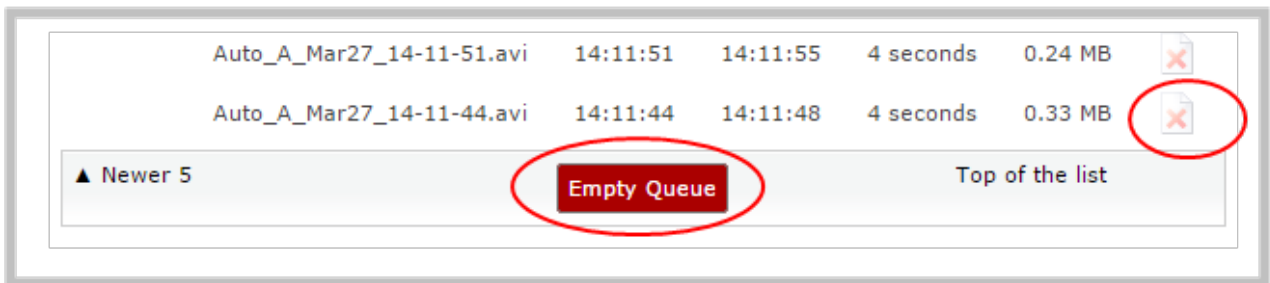 Auto_A_Mar27_14-11-51.avi 14:11:51 14:11:55 4 seconds 0.24 MB
Auto_A_Mar27_14-11-44.avi 14:11:44 14:11:48 4 seconds 0.33 MB
▲ Newer 5 Empty Queue Top of the list